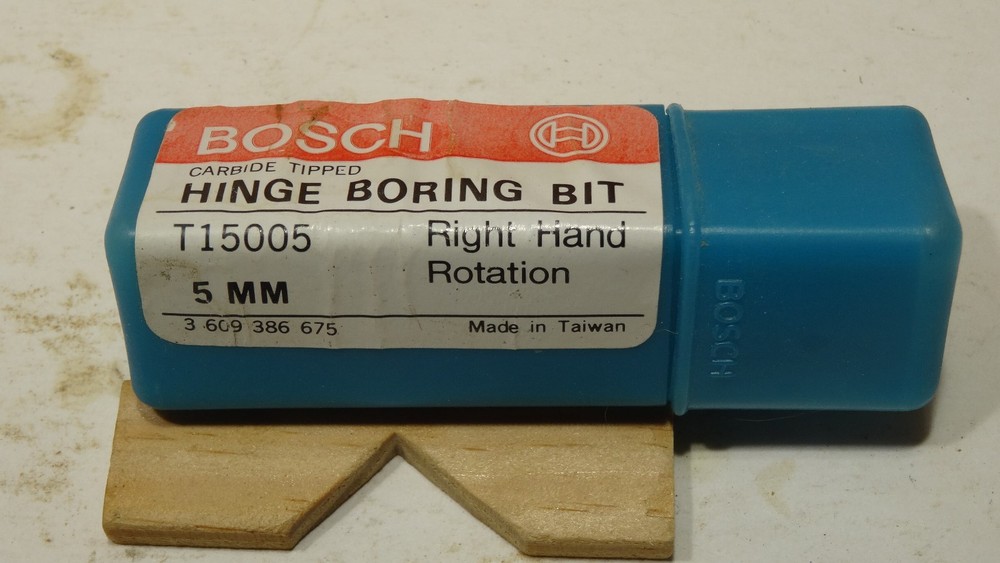 BOSCH
CARBIDE TIPPED
HINGE BORING BIT
T15005 Right Hand
Rotation
5 MM
3 609 386 675 Made in Taiwan
BOSCH